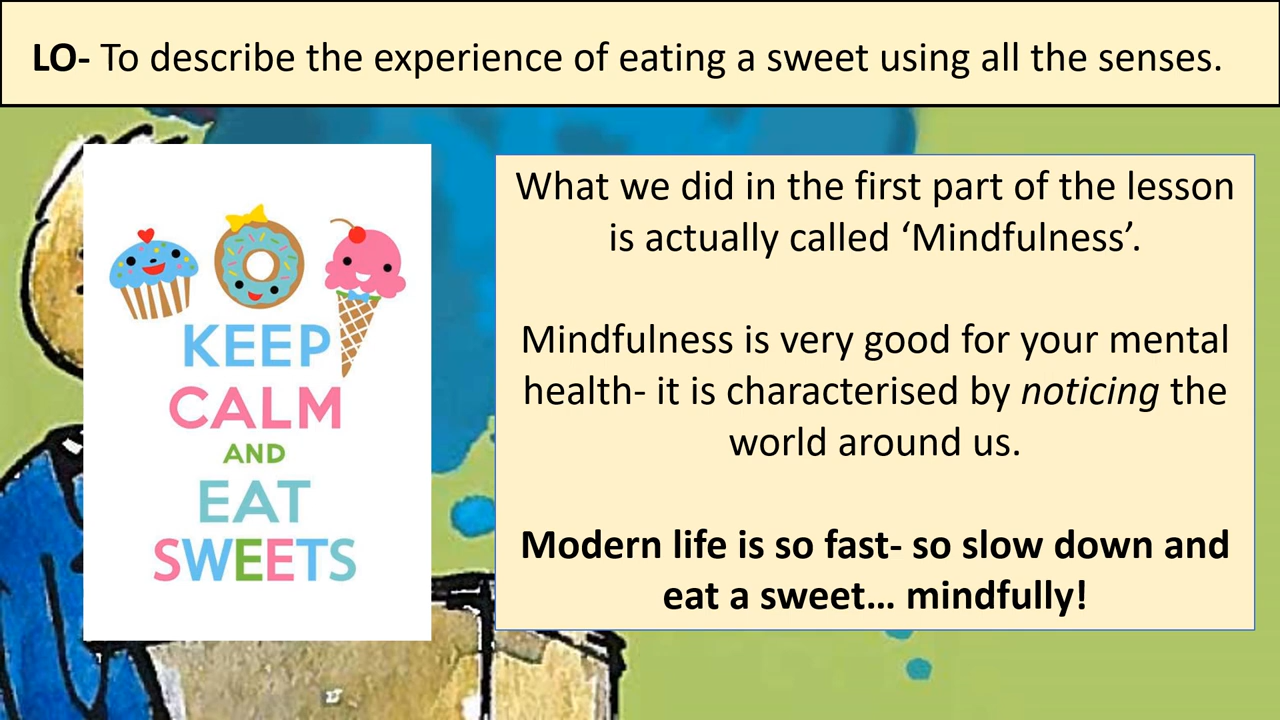 LO- To describe the experience of eating a sweet using all the senses.
KEEP
CALM
AND
EAT
SWEETS
What we did in the first part of the lesson
is actually called ‘Mindfulness’.
Mindfulness is very good for your mental
health- it is characterised by noticing the
world around us.
Modern life is so fast- so slow down and
eat a sweet… mindfully!